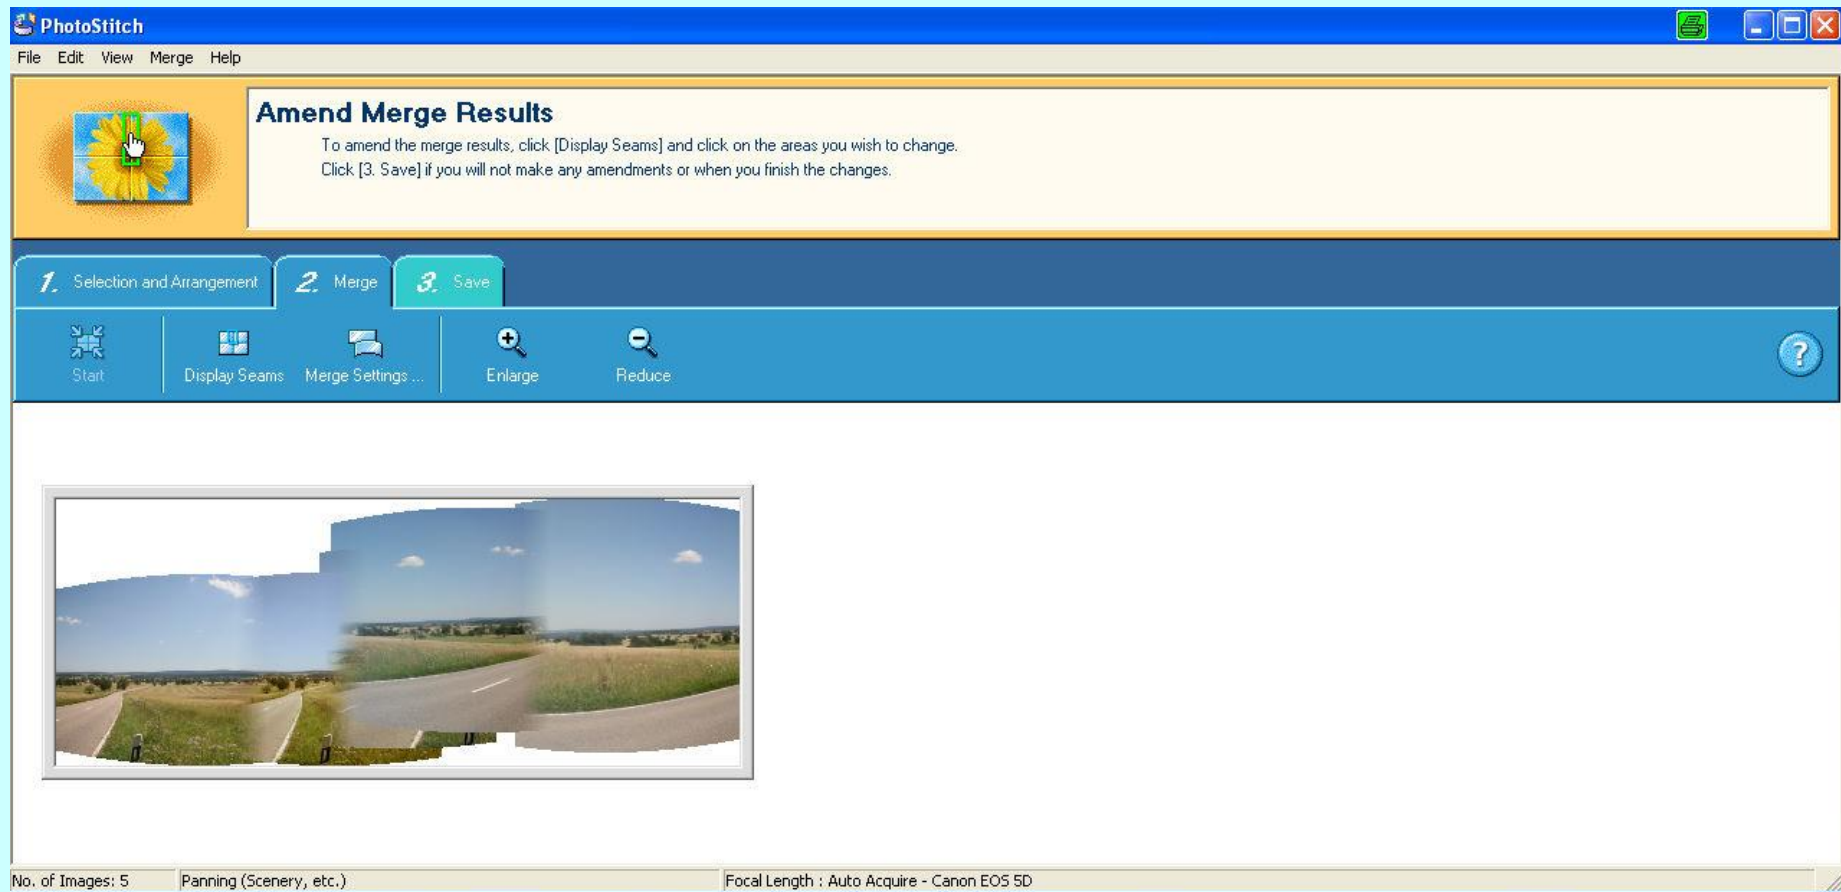 PhotoStitch
File Edit View Merge Help
Amend Merge Results
To amend the merge results, click [Display Seams] and click on the areas you wish to change.
Click [3. Save] if you will not make any amendments or when you finish the changes.
1. Selection and Arrangement 2. Merge 3. Save
Start Display Seams Merge Settings ... Enlarge Reduce ?
No. of Images: 5 Panning (Scenery, etc.) Focal Length : Auto Acquire - Canon EOS 5D